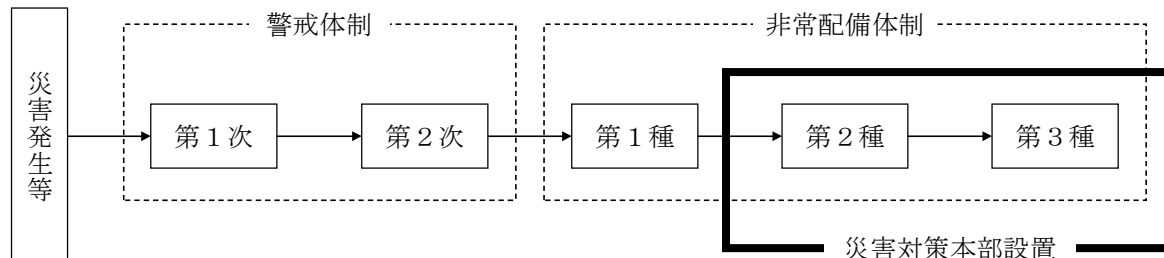 災害発生等
警戒体制
第１次
第２次
非常配備体制
第１種
第２種
第３種
災害対策本部設置